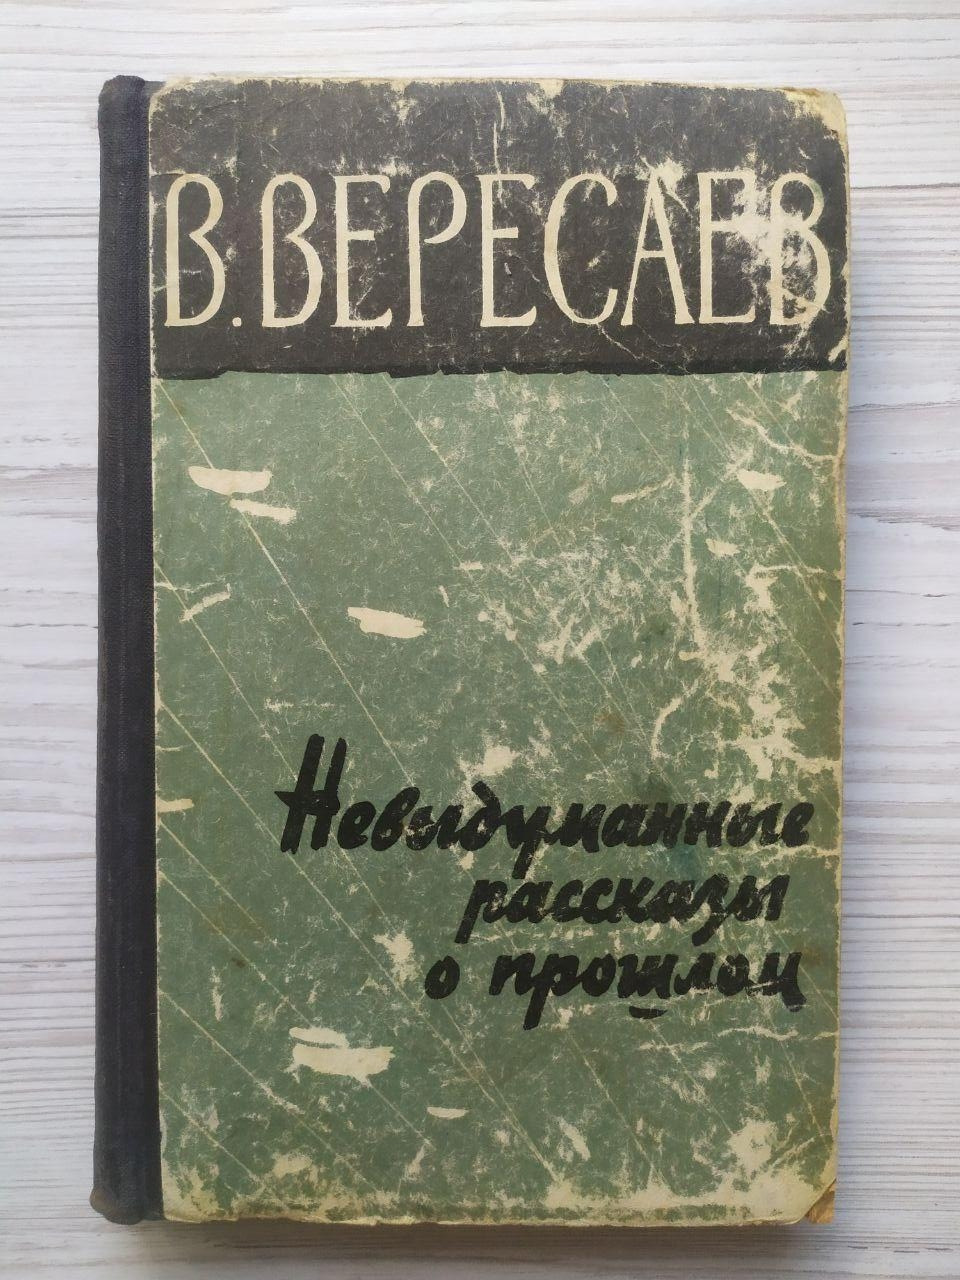 В. ВЕРЕСАЕВ
Невыдуманные
рассказы
о прошлом